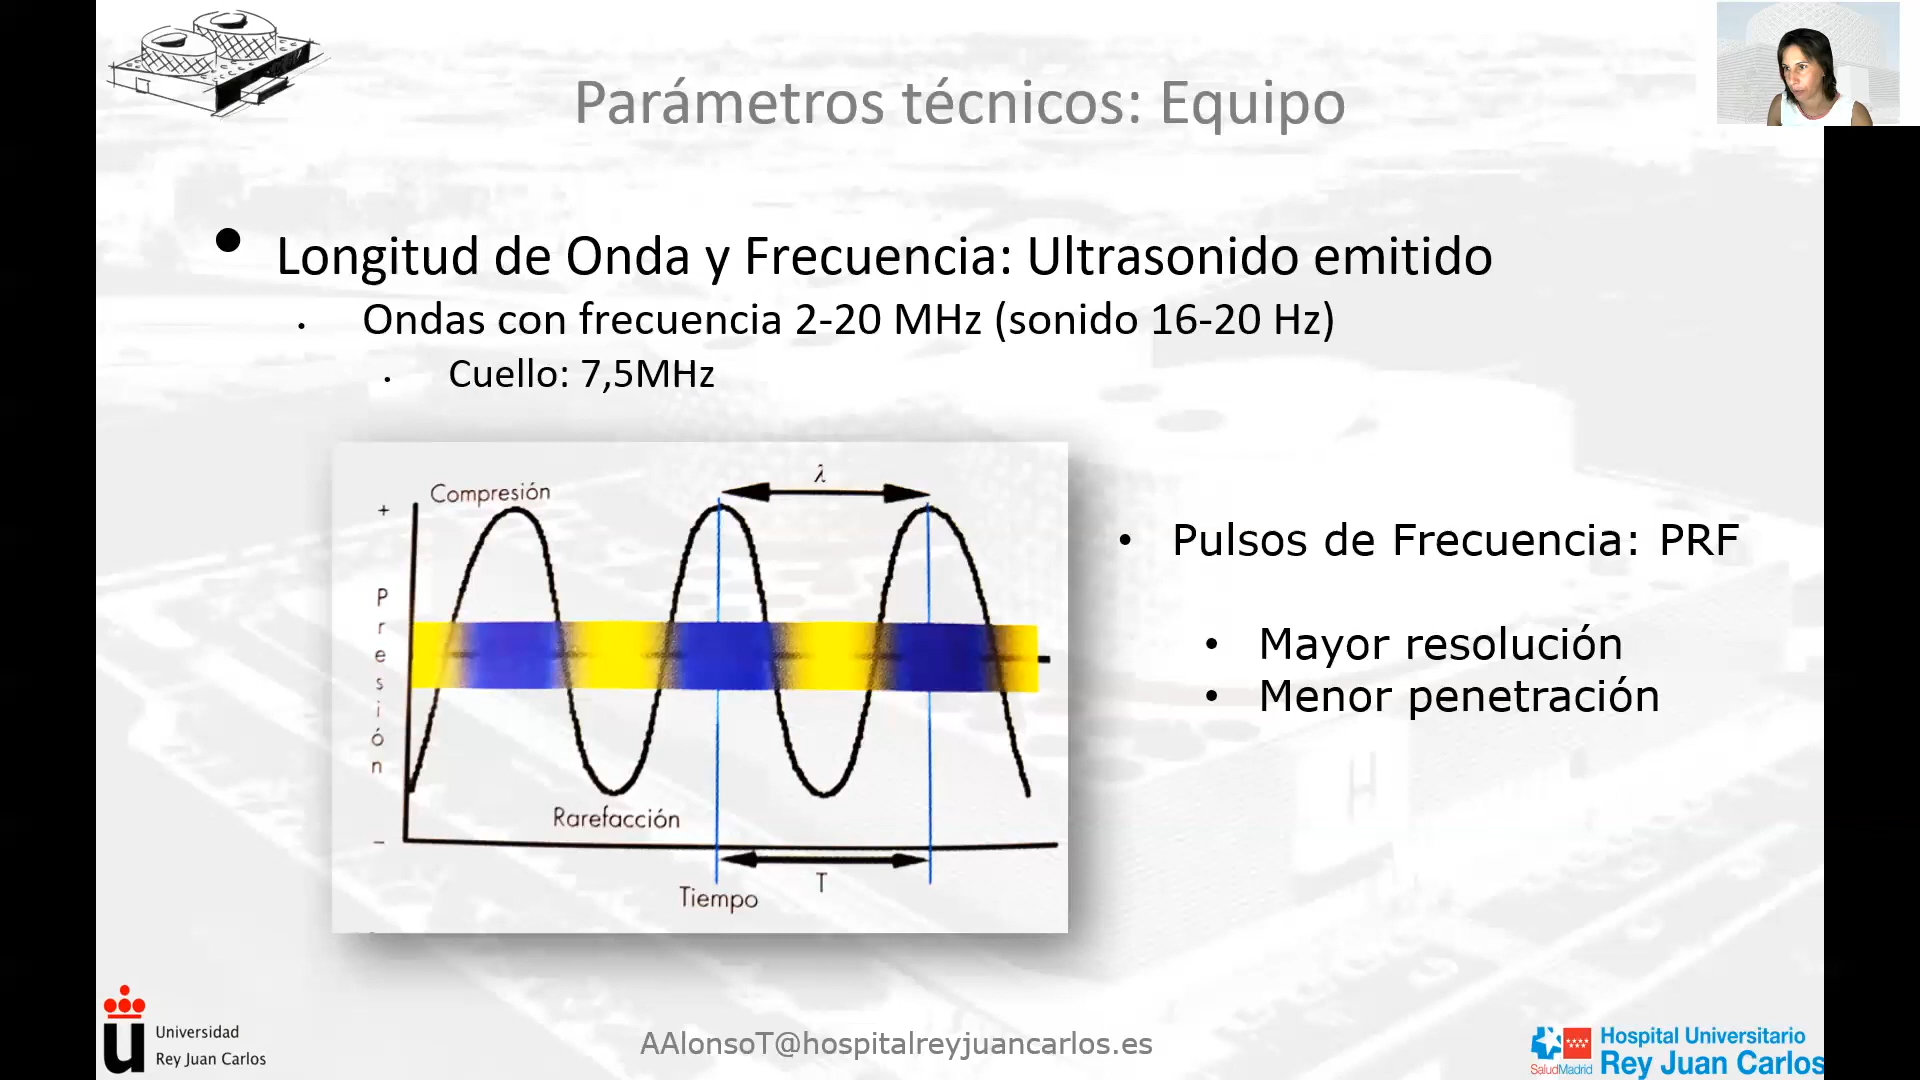 Parámetros técnicos: Equipo
• Longitud de Onda y Frecuencia: Ultrasonido emitido
• Ondas con frecuencia 2-20 MHz (sonido 16-20 Hz)
• Cuello: 7,5MHz
λ
Compresión
+
Presión
Rarefacción
–
T
Tiempo
• Pulsos de Frecuencia: PRF
• Mayor resolución
• Menor penetración
H
u
Universidad
Rey Juan Carlos
AAlonsoT@hospitalreyjuancarlos.es
SaludMadrid
Hospital Universitario
Rey Juan Carlos